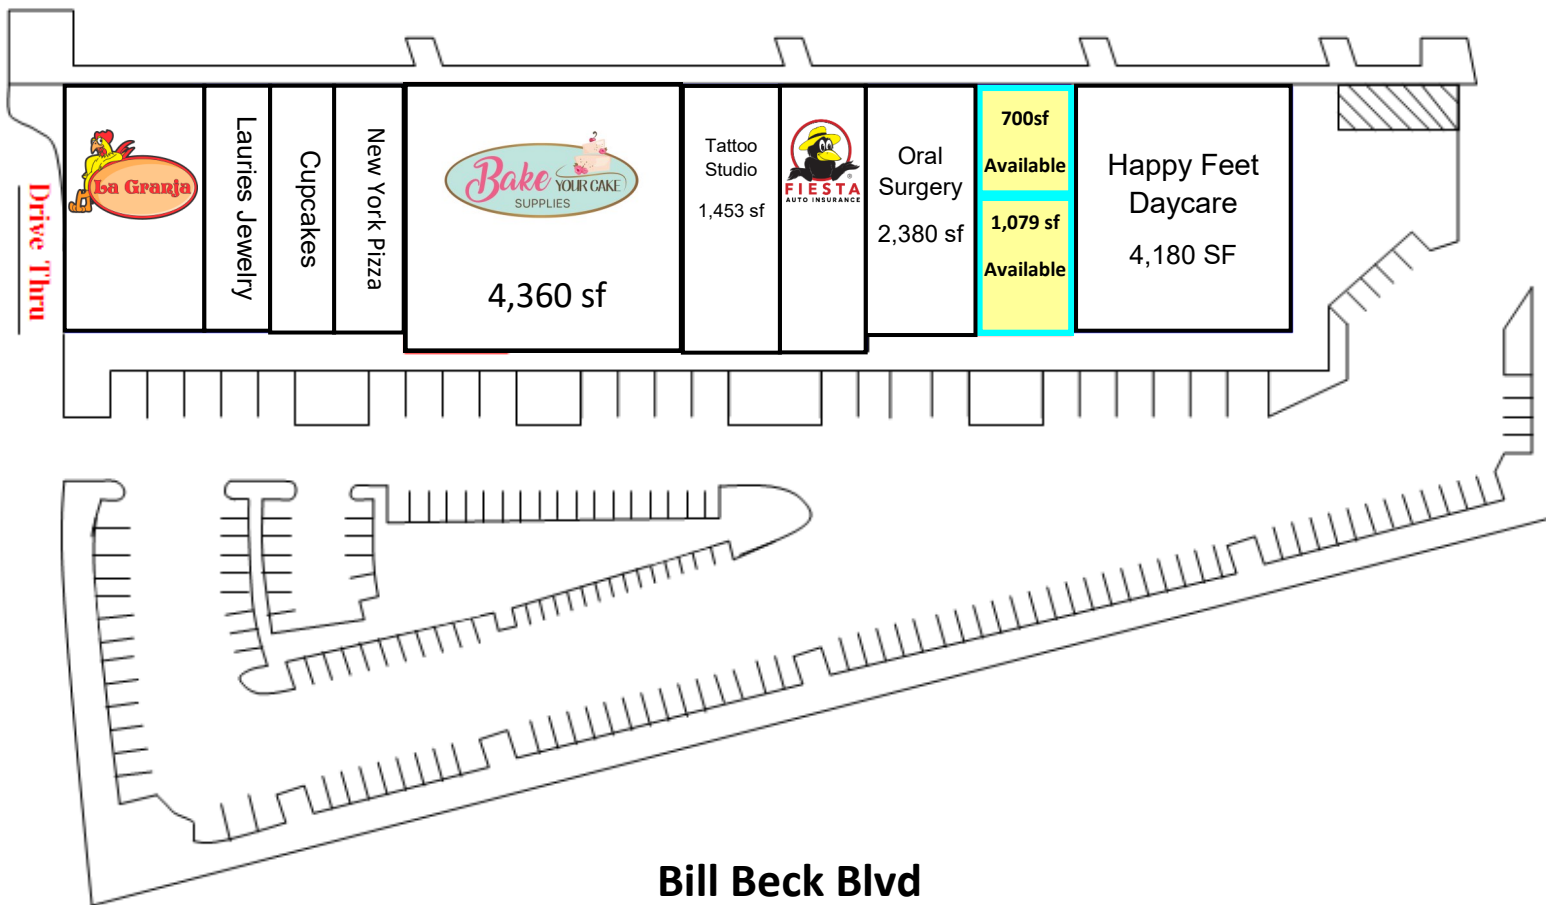 Drive Thru
La Granja
Lauries Jewelry
Cupcakes
New York Pizza
Bake
YOUR CAKE
SUPPLIES
4,360 sf
Tattoo
Studio
1,453 sf
FIESTA
®
AUTO INSURANCE
Oral
Surgery
2,380 sf
700sf
Available
1,079 sf
Available
Happy Feet
Daycare
4,180 SF
Bill Beck Blvd